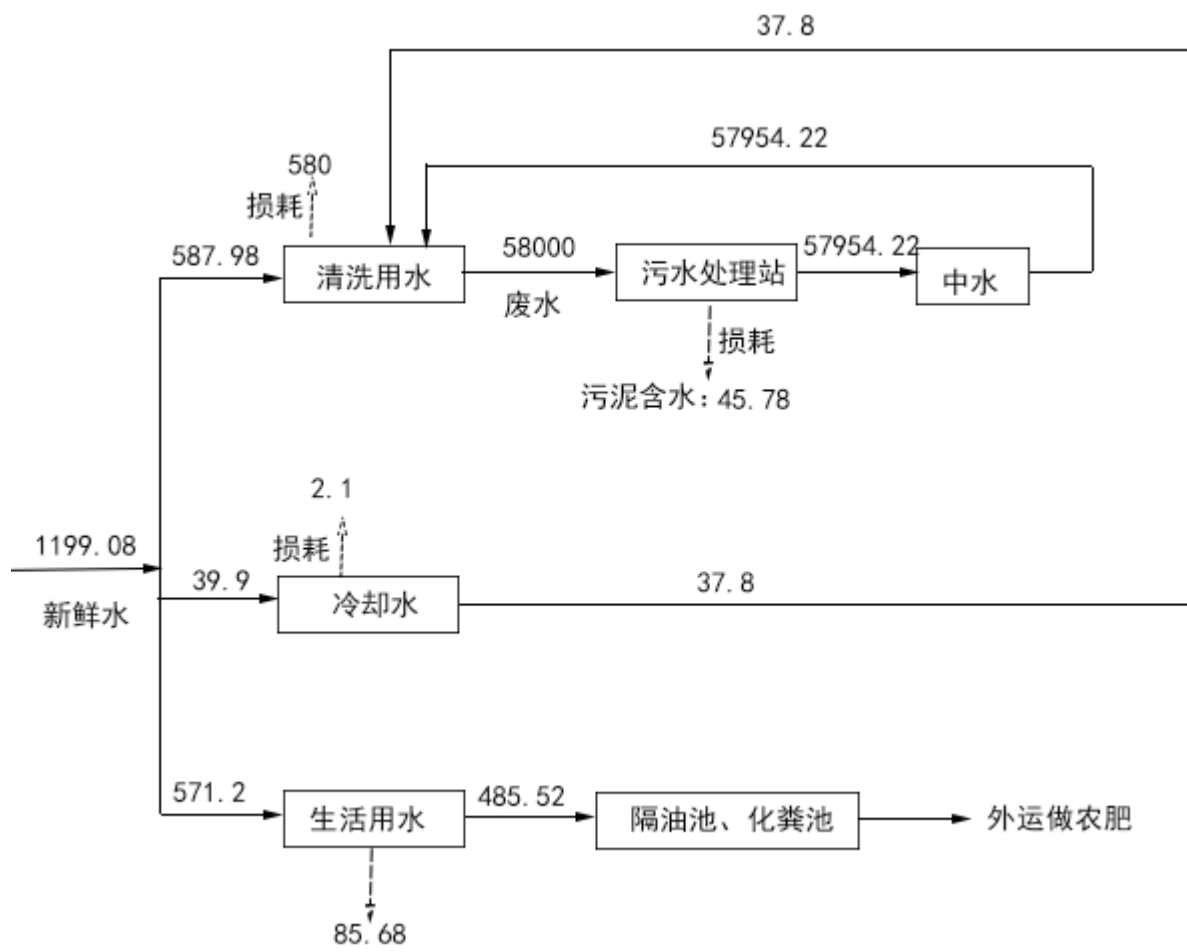 37.8
57954.22
580
损耗
587.98
清洗用水
58000
废水
污水处理站
57954.22
中水
损耗
污泥含水：45.78
2.1
损耗
1199.08
新鲜水
39.9
冷却水
37.8
571.2
生活用水
485.52
隔油池、化粪池
外运做农肥
85.68